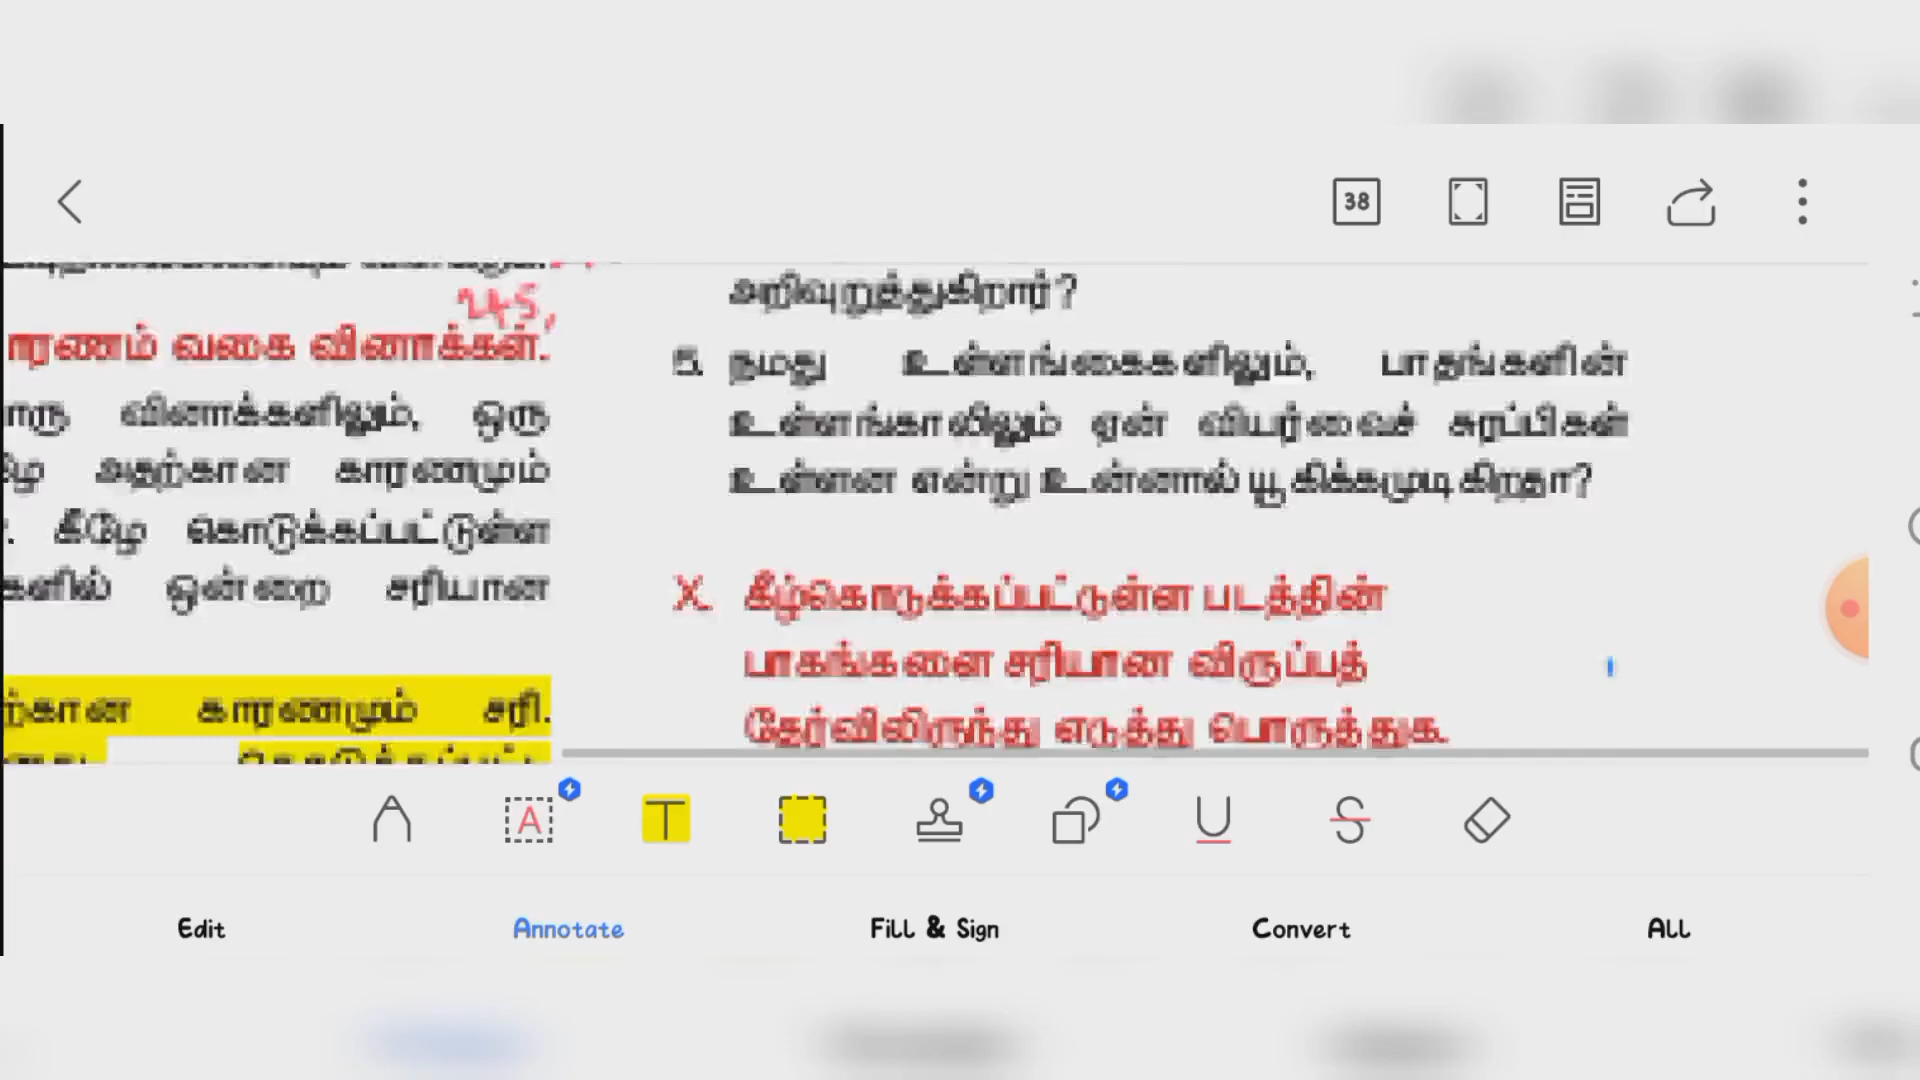 38
245,
ாரணம் வகை வினாக்கள்.
வினாக்களிலும், ஒரு
அதற்கான காரணமும்
கீழே கொடுக்கப்பட்டுள்ள
களில் ஒன்றை சரியான
ற்கான காரணமும் சரி.
அறிவுறுத்துகிறார்?
5. நமது உள்ளங்கைகளிலும், பாதங்களின்
உள்ளங்காலிலும் ஏன் வியர்வைச் சுரப்பிகள்
உள்ளன என்று உன்னால் யூகிக்கமுடிகிறதா?
X. கீழ்கொடுக்கப்பட்டுள்ள படத்தின்
பாகங்களை சரியான விருப்பத்
தேர்விலிருந்து எடுத்து பொருத்துக.
Edit Annotate Fill & Sign Convert All